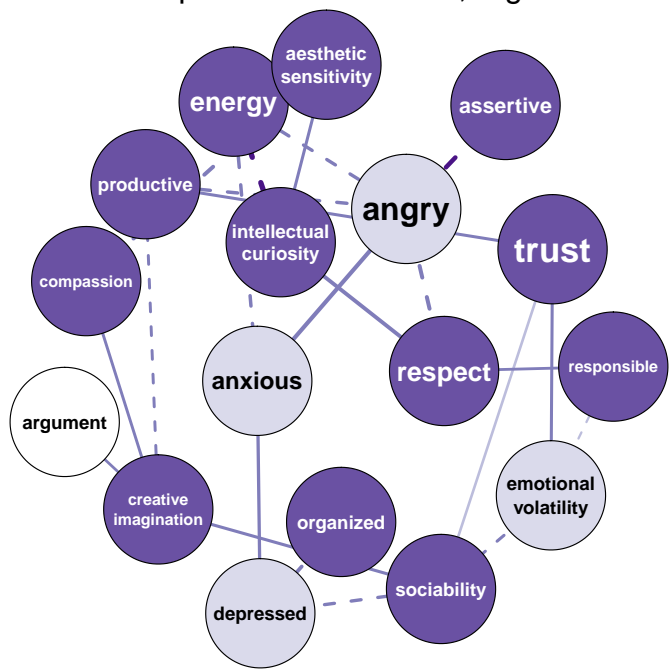 aesthetic
sensitivity
energy
assertive
productive
angry
intellectual
curiosity
trust
compassion
anxious
respect
responsible
argument
emotional
volatility
creative
imagination
organized
sociability
depressed